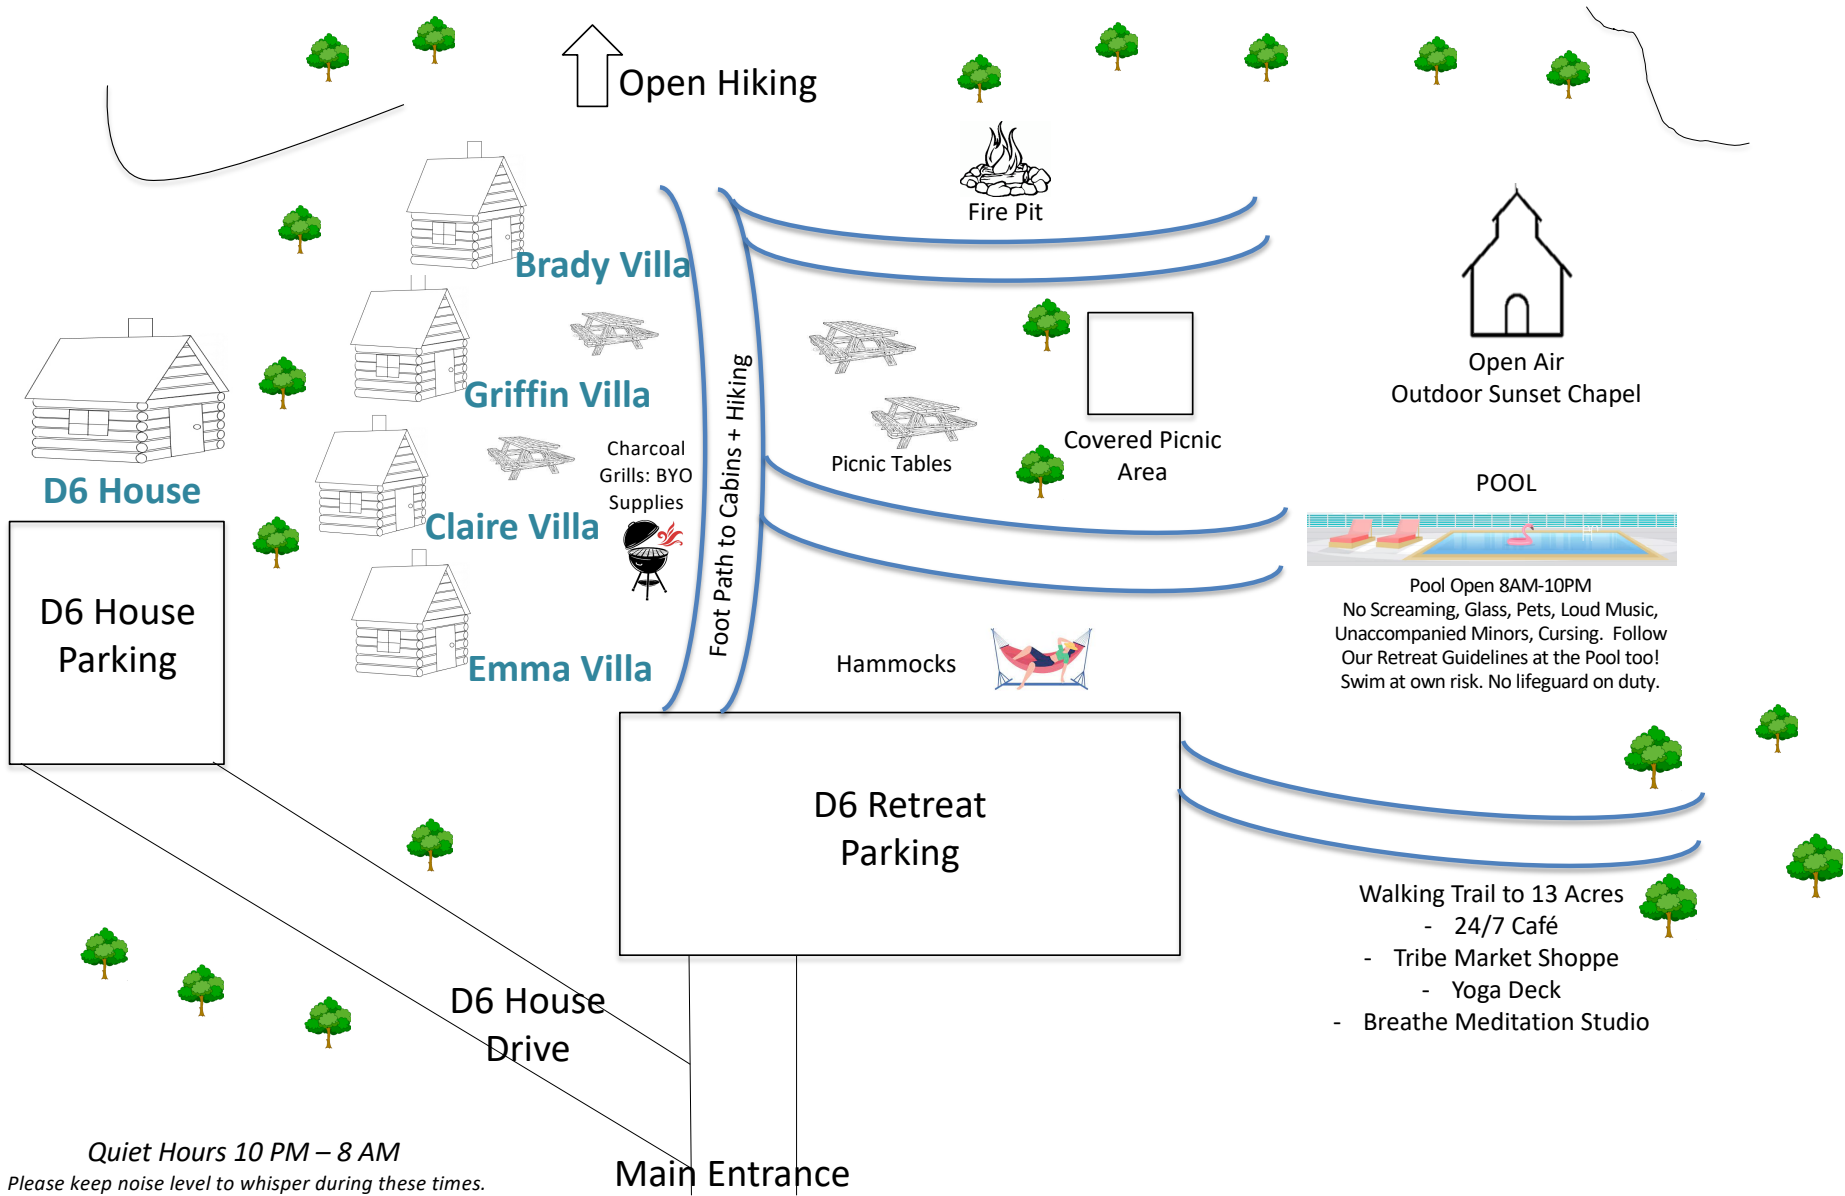 Open Hiking
Fire Pit
Brady Villa
Griffin Villa
D6 House
Claire Villa
Emma Villa
Charcoal
Grills: BYO
Supplies
Foot Path to Cabins + Hiking
Picnic Tables
Covered Picnic
Area
Open Air
Outdoor Sunset Chapel
POOL
Pool Open 8AM-10PM
No Screaming, Glass, Pets, Loud Music,
Unaccompanied Minors, Cursing.  Follow
Our Retreat Guidelines at the Pool too!
Swim at own risk. No lifeguard on duty.
D6 House
Parking
Hammocks
D6 Retreat
Parking
Walking Trail to 13 Acres
- 24/7 Café
- Tribe Market Shoppe
- Yoga Deck
- Breathe Meditation Studio
D6 House
Drive
Main Entrance
Quiet Hours 10 PM – 8 AM
Please keep noise level to whisper during these times.